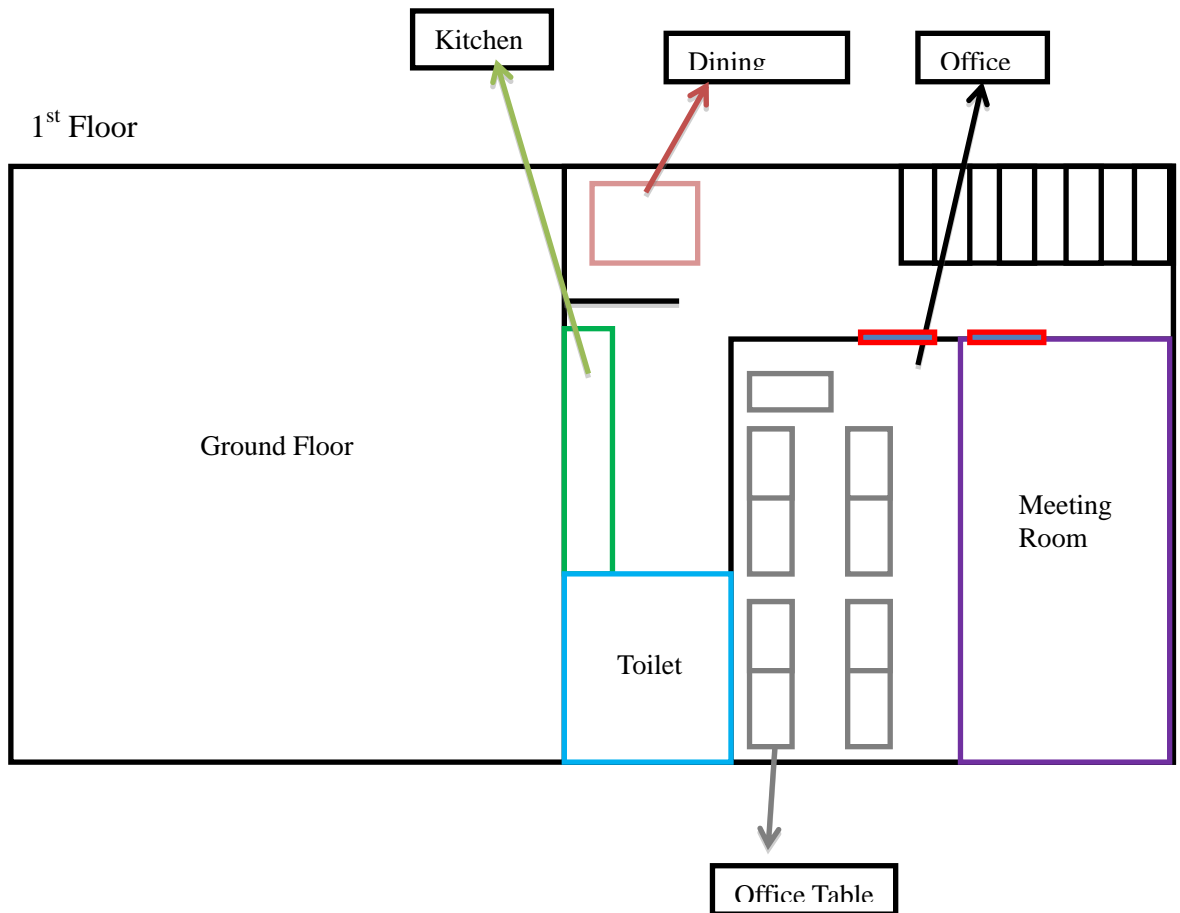 Kitchen
Dining
Office
1st Floor
Ground Floor
Meeting
Room
Toilet
Office Table